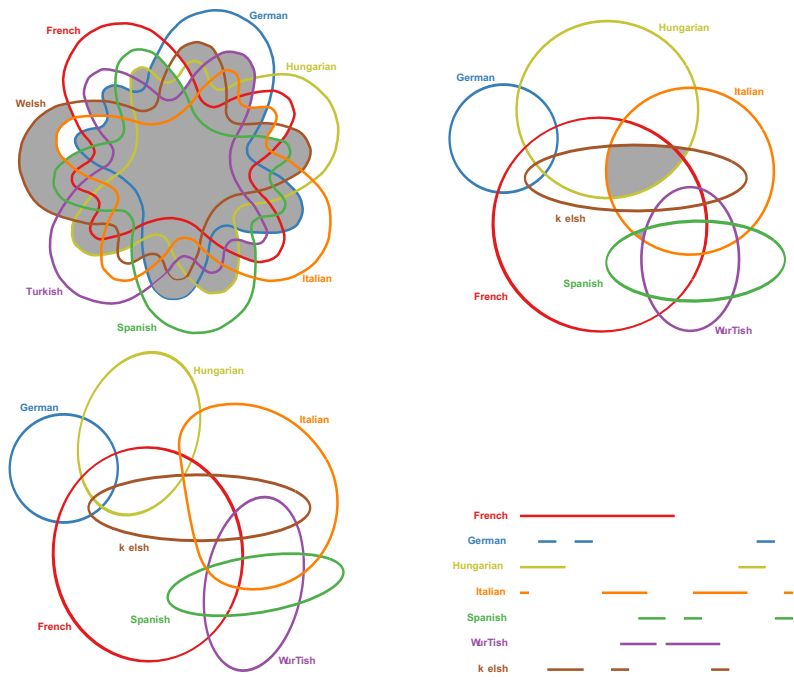 German
French
Hungarian
Welsh
Turkish
Italian
Spanish
Hungarian
German
Italian
k elsh
Spanish
French
WurTish
Hungarian
German
Italian
k elsh
Spanish
French
WurTish
French
German
Hungarian
Italian
Spanish
WurTish
k elsh